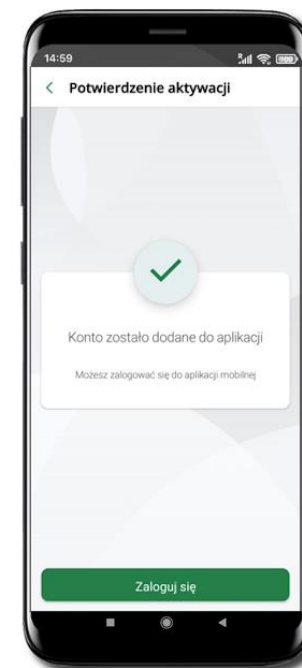 14:59
Potwierdzenie aktywacji
Konto zostało dodane do aplikacji
Możesz zalogować się do aplikacji mobilnej
Zaloguj się